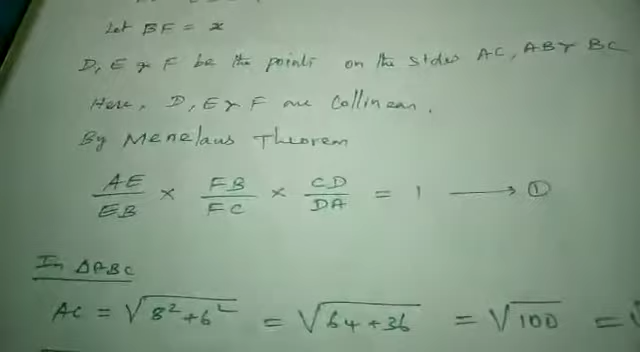 Let BF = x
D, E & F be the points on the sides AC, AB & BC
Here, D, E & F are Collinear.
By Menelaus Theorem
AE/EB × FB/FC × CD/DA = 1 ⟶ ①
In ΔABC
AC = √8²+6² = √64+36 = √100 = √